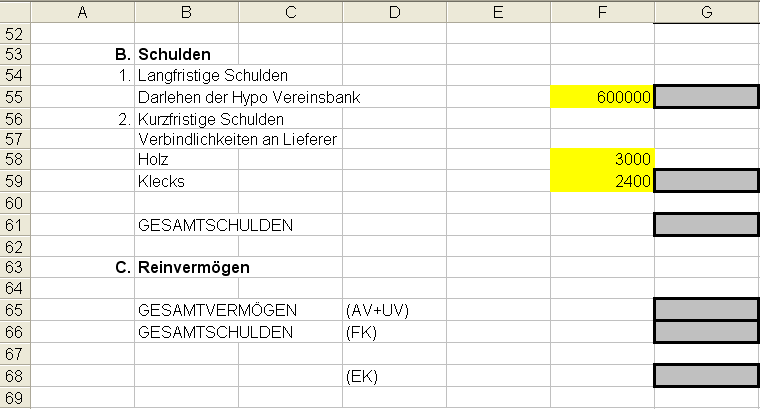 A B C D E F G
52
53 B. Schulden
54 1. Langfristige Schulden
55 Darlehen der Hypo Vereinsbank 600000
56 2. Kurzfristige Schulden
57 Verbindlichkeiten an Lieferer
58 Holz 3000
59 Klecks 2400
60
61 GESAMTSCHULDEN
62
63 C. Reinvermögen
64
65 GESAMTVERMÖGEN (AV+UV)
66 GESAMTSCHULDEN (FK)
67
68 (EK)
69